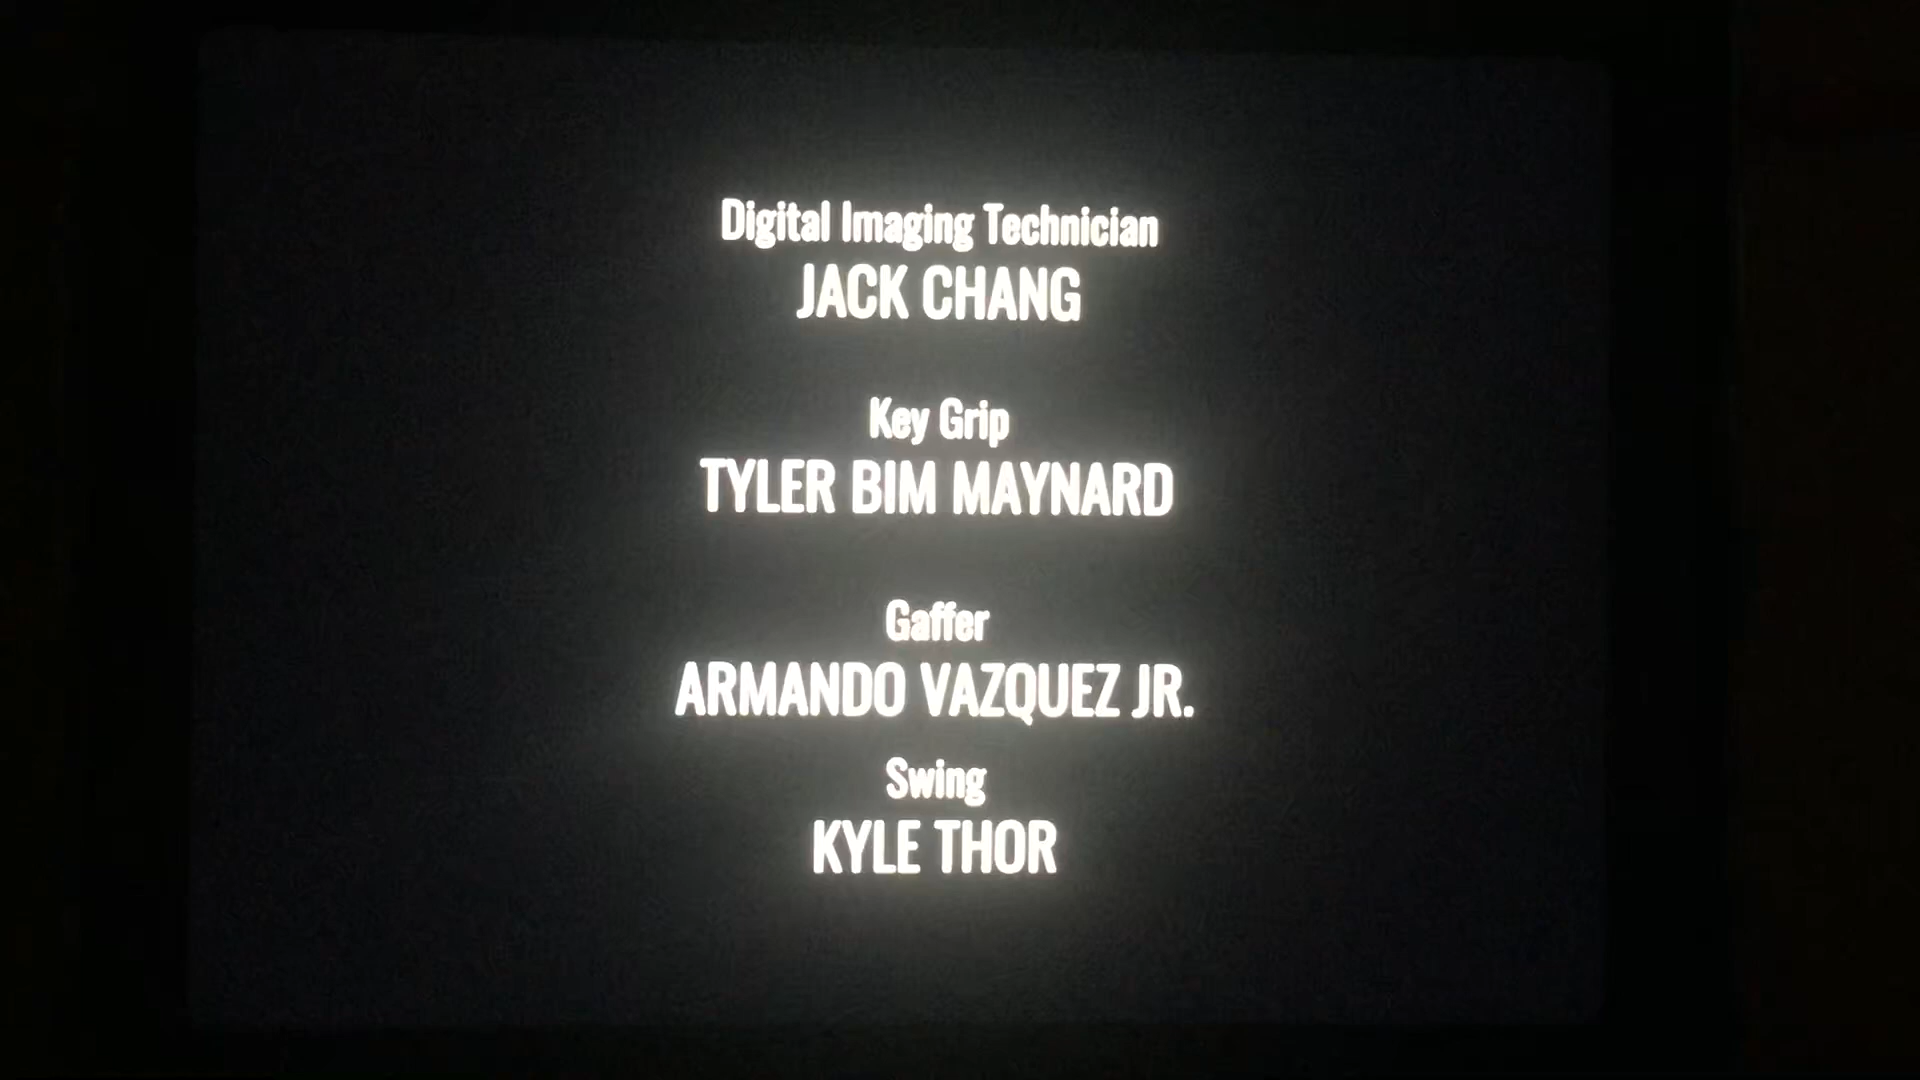 Digital Imaging Technician
JACK CHANG
Key Grip
TYLER BIM MAYNARD
Gaffer
ARMANDO VAZQUEZ JR.
Swing
KYLE THOR